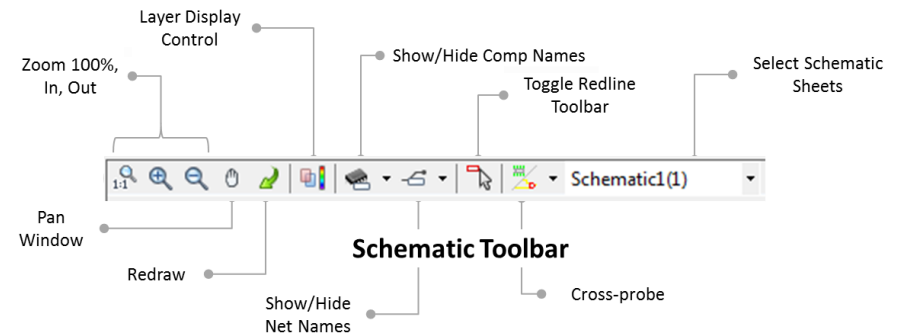 Layer Display
Control
Zoom 100%,
In, Out
Show/Hide Comp Names
Toggle Redline
Toolbar
Select Schematic
Sheets
1:1
Schematic1(1)
Pan
Window
Schematic Toolbar
Redraw
Show/Hide
Net Names
Cross-probe